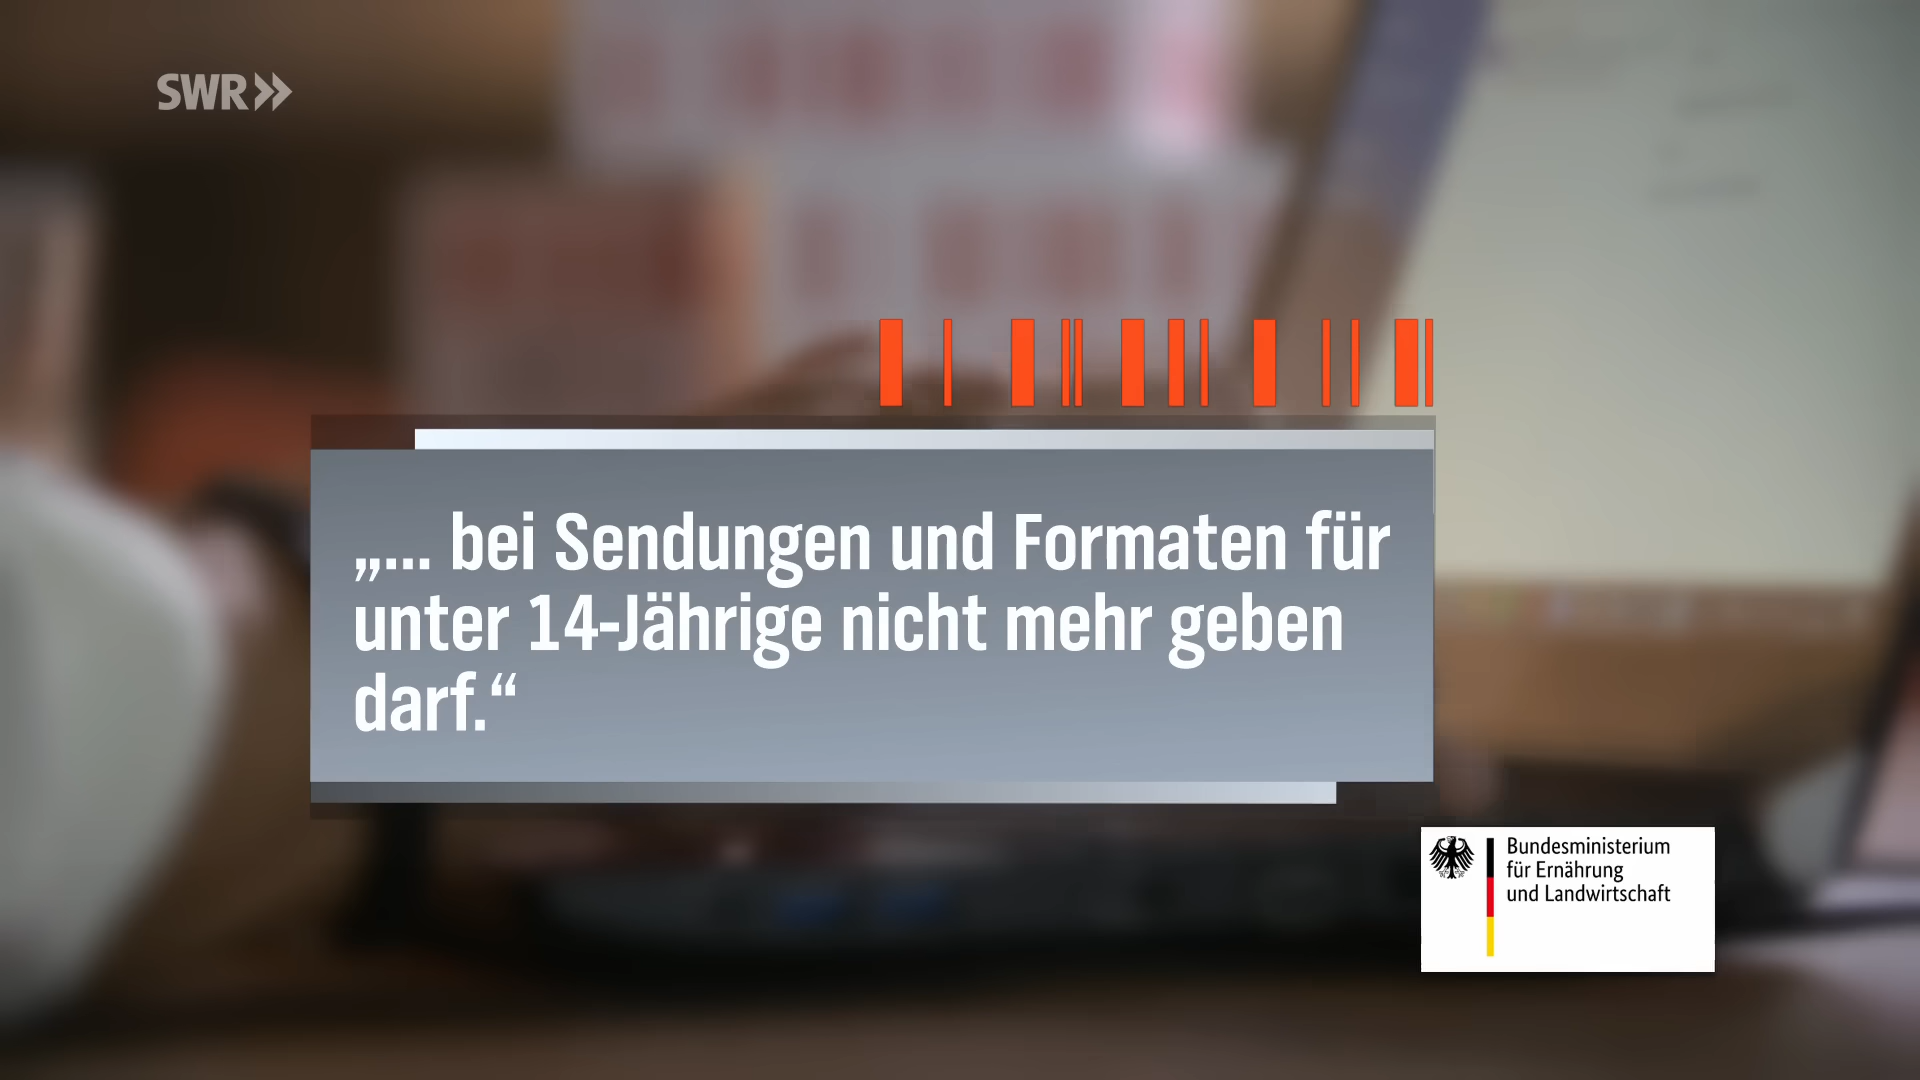 SWR
„... bei Sendungen und Formaten für
unter 14-Jährige nicht mehr geben
darf.“
Bundesministerium
für Ernährung
und Landwirtschaft